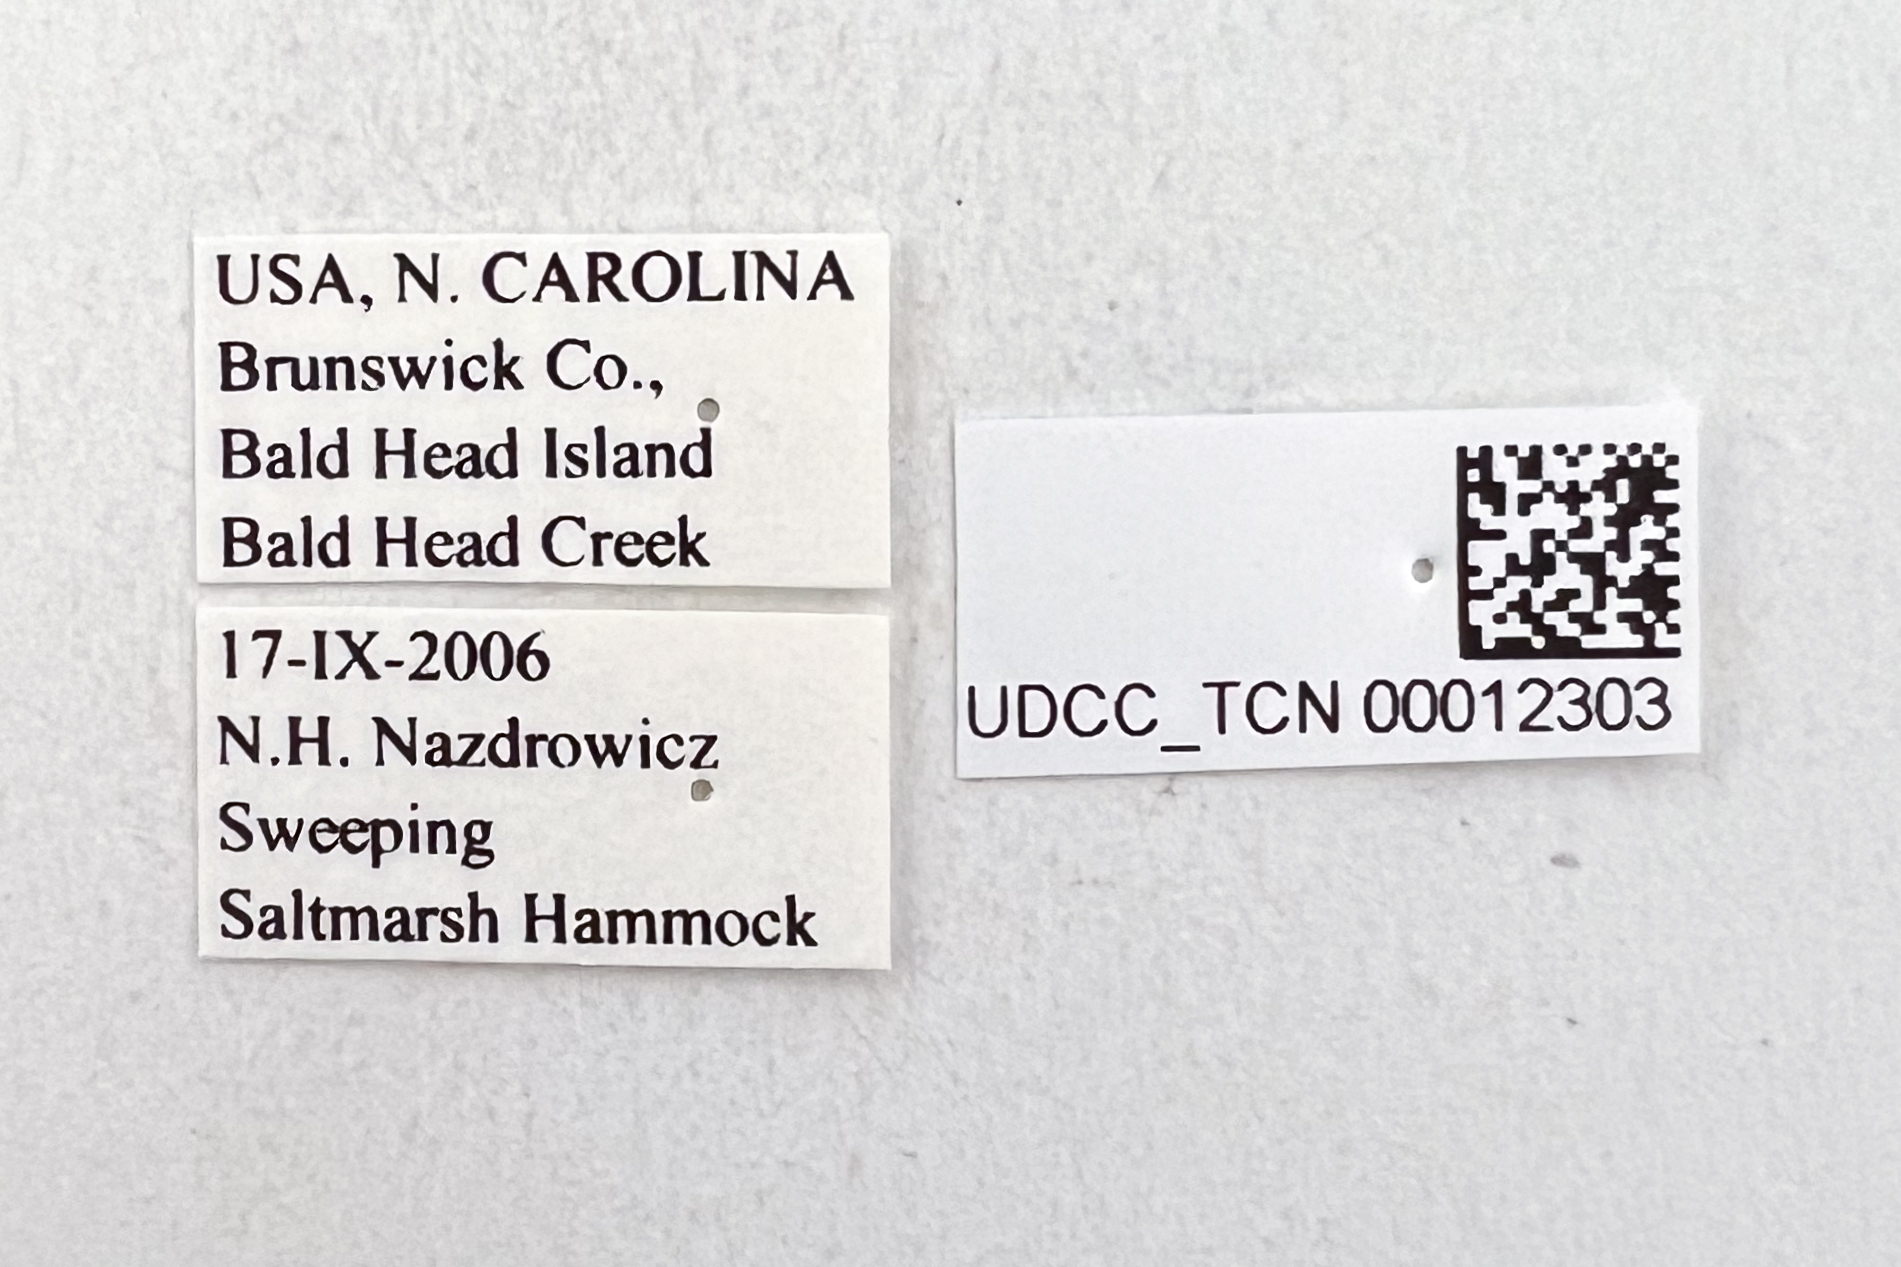 USA, N. CAROLINA
Brunswick Co.,
Bald Head Island
Bald Head Creek
17-IX-2006
N.H. Nazdrowicz
Sweeping
Saltmarsh Hammock
UDCC_TCN 00012303